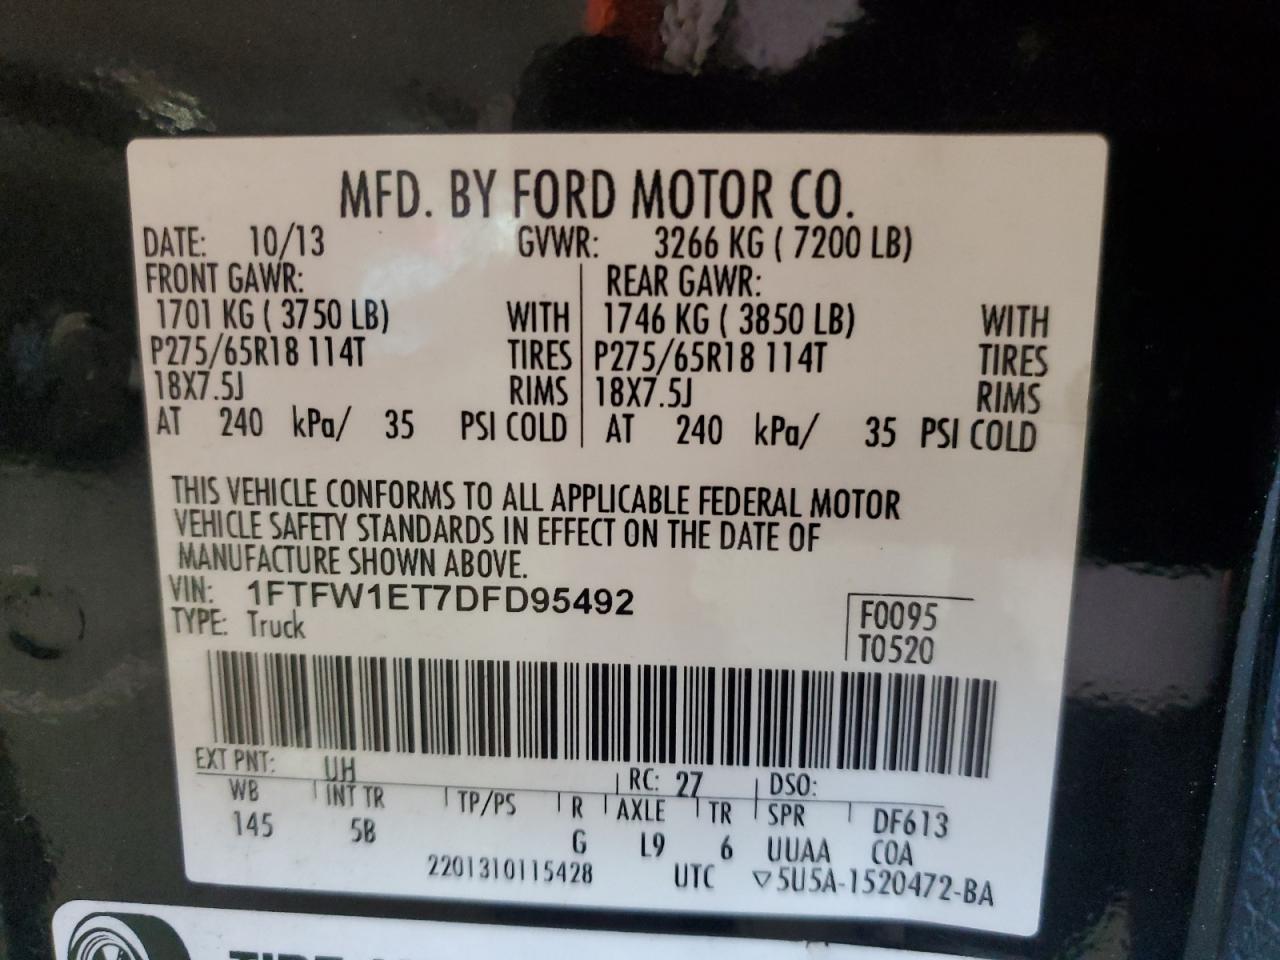 MFD. BY FORD MOTOR CO.
DATE: 10/13 GVWR: 3266 KG ( 7200 LB)
FRONT GAWR: REAR GAWR:
1701 KG ( 3750 LB) WITH 1746 KG ( 3850 LB) WITH
P275/65R18 114T TIRES P275/65R18 114T TIRES
18X7.5J RIMS 18X7.5J RIMS
AT 240 kPa/ 35 PSI COLD AT 240 kPa/ 35 PSI COLD
THIS VEHICLE CONFORMS TO ALL APPLICABLE FEDERAL MOTOR
VEHICLE SAFETY STANDARDS IN EFFECT ON THE DATE OF
MANUFACTURE SHOWN ABOVE.
VIN: 1FTFW1ET7DFD95492 F0095
TYPE: Truck T0520
EXT PNT: UH RC: 27 DSO:
WB INT TR TP/PS R AXLE TR SPR DF613
145 5B G L9 6 UUAA COA
2201310115428 UTC ▽5U5A-1520472-BA